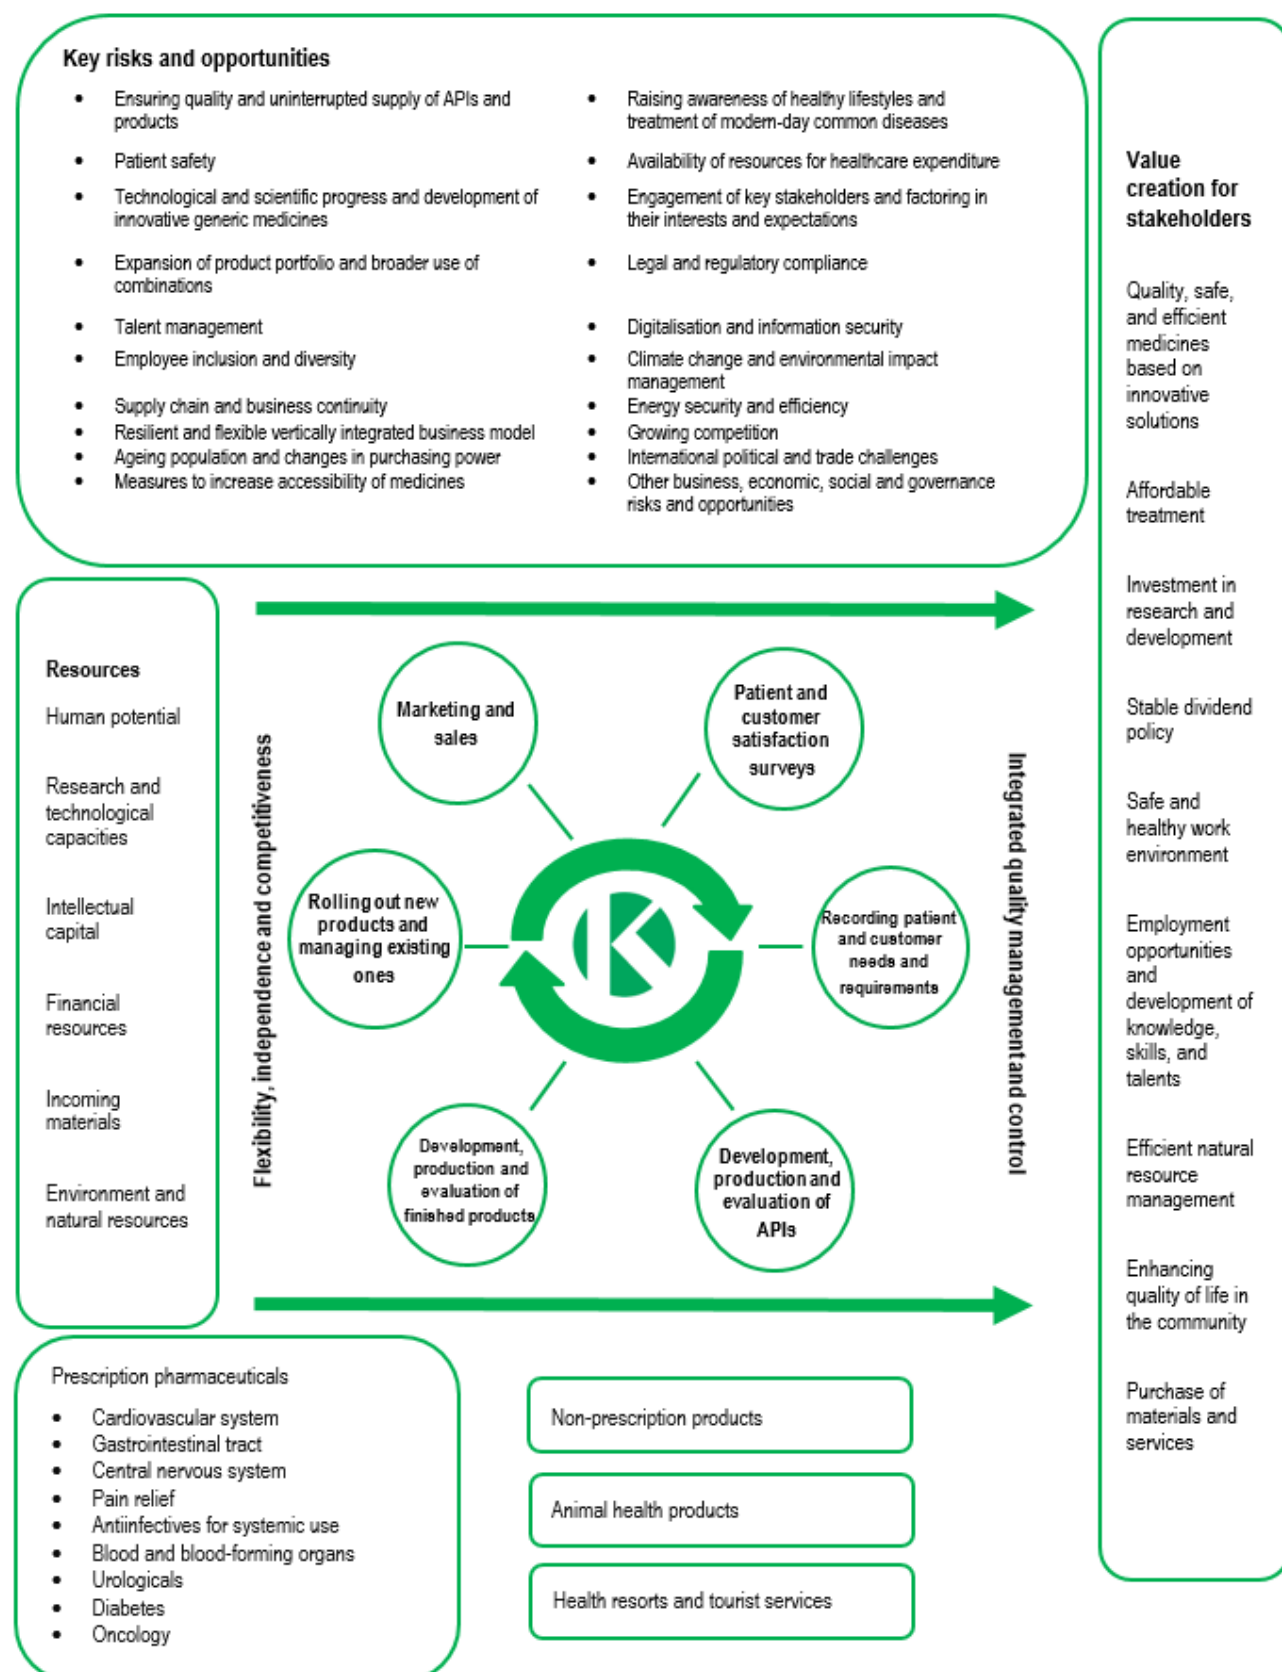 Key risks and opportunities
• Ensuring quality and uninterrupted supply of APIs and
products
• Patient safety
• Technological and scientific progress and development of
innovative generic medicines
• Expansion of product portfolio and broader use of
combinations
• Talent management
• Employee inclusion and diversity
• Supply chain and business continuity
• Resilient and flexible vertically integrated business model
• Ageing population and changes in purchasing power
• Measures to increase accessibility of medicines
• Raising awareness of healthy lifestyles and
treatment of modern-day common diseases
• Availability of resources for healthcare expenditure
• Engagement of key stakeholders and factoring in
their interests and expectations
• Legal and regulatory compliance
• Digitalisation and information security
• Climate change and environmental impact
management
• Energy security and efficiency
• Growing competition
• International political and trade challenges
• Other business, economic, social and governance
risks and opportunities
Value
creation for
stakeholders
Quality, safe,
and efficient
medicines
based on
innovative
solutions
Affordable
treatment
Investment in
research and
development
Stable dividend
policy
Safe and
healthy work
environment
Employment
opportunities
and
development of
knowledge,
skills, and
talents
Efficient natural
resource
management
Enhancing
quality of life in
the community
Purchase of
materials and
services
Resources
Human potential
Research and
technological
capacities
Intellectual
capital
Financial
resources
Incoming
materials
Environment and
natural resources
Flexibility, independence and competitiveness
Marketing and
sales
Patient and
customer
satisfaction
surveys
Rolling out new
products and
managing existing
ones
K
Recording patient
and customer
needs and
requirements
Development,
production and
evaluation of
finished products
Development,
production and
evaluation of
APIs
Integrated quality management and control
Prescription pharmaceuticals
• Cardiovascular system
• Gastrointestinal tract
• Central nervous system
• Pain relief
• Antiinfectives for systemic use
• Blood and blood-forming organs
• Urologicals
• Diabetes
• Oncology
Non-prescription products
Animal health products
Health resorts and tourist services